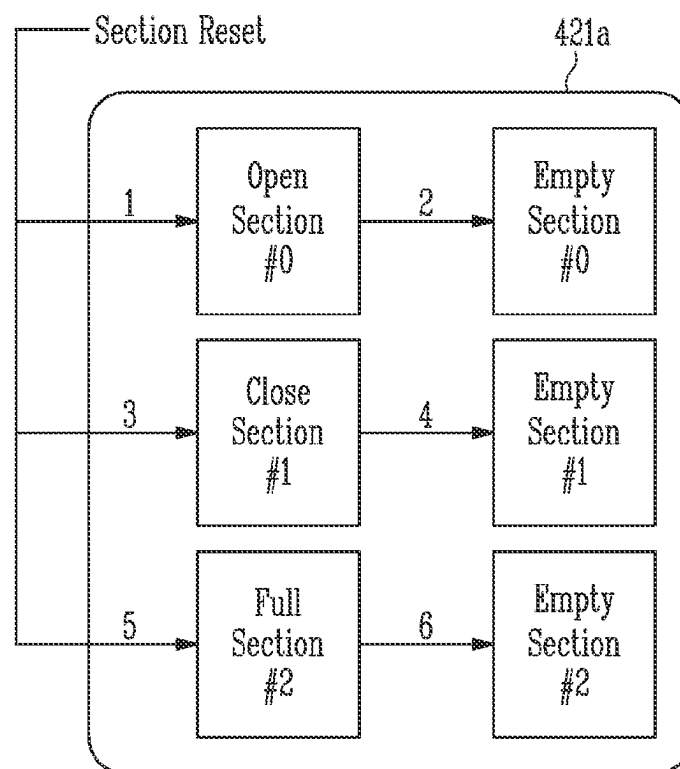 Section Reset
421a
1
Open
Section
#0
2
Empty
Section
#0
3
Close
Section
#1
4
Empty
Section
#1
5
Full
Section
#2
6
Empty
Section
#2